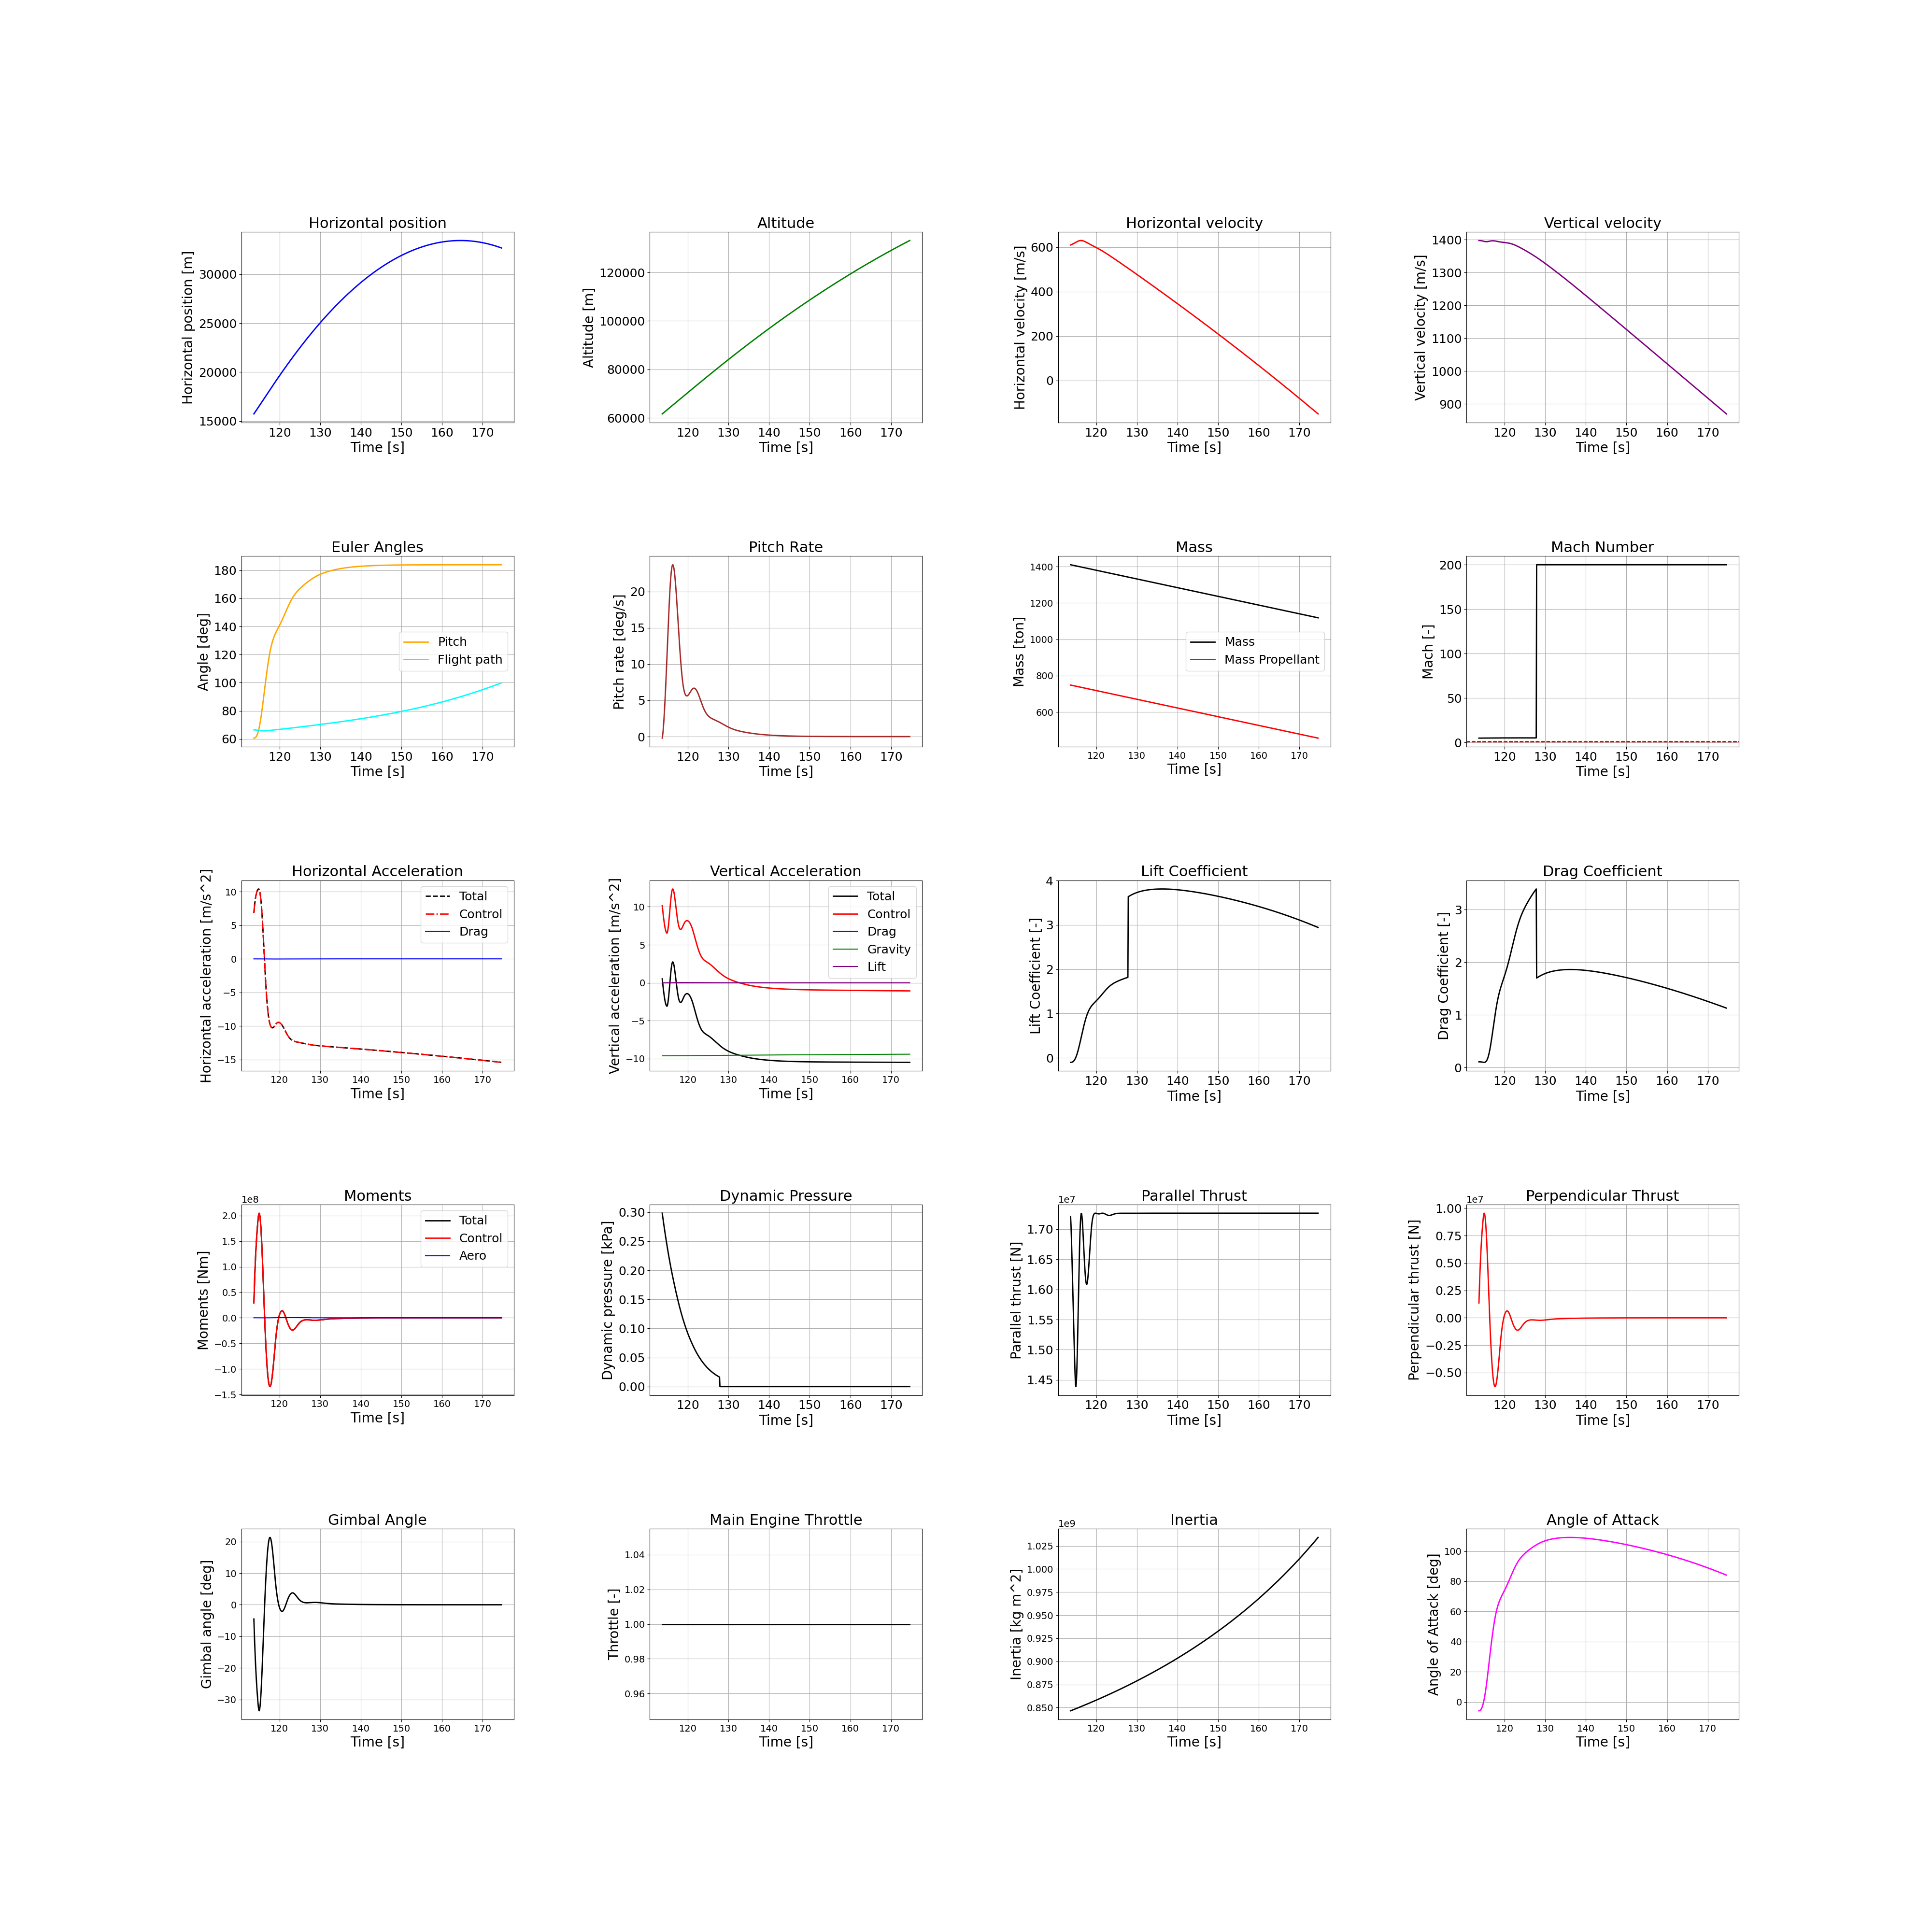 Horizontal position
Horizontal position [m]
30000
25000
20000
15000
120 130 140 150 160 170
Time [s]
Altitude
Altitude [m]
120000
100000
80000
60000
120 130 140 150 160 170
Time [s]
Horizontal velocity
Horizontal velocity [m/s]
600
400
200
0
120 130 140 150 160 170
Time [s]
Vertical velocity
Vertical velocity [m/s]
1400
1300
1200
1100
1000
900
120 130 140 150 160 170
Time [s]
Euler Angles
Angle [deg]
180
160
140
120
100
80
60
Pitch
Flight path
120 130 140 150 160 170
Time [s]
Pitch Rate
Pitch rate [deg/s]
20
15
10
5
0
120 130 140 150 160 170
Time [s]
Mass
Mass [ton]
1400
1200
1000
800
600
Mass
Mass Propellant
120 130 140 150 160 170
Time [s]
Mach Number
Mach [-]
200
150
100
50
0
120 130 140 150 160 170
Time [s]
Horizontal Acceleration
Horizontal acceleration [m/s^2]
10
5
0
−5
−10
−15
Total
Control
Drag
120 130 140 150 160 170
Time [s]
Vertical Acceleration
Vertical acceleration [m/s^2]
10
5
0
−5
−10
Total
Control
Drag
Gravity
Lift
120 130 140 150 160 170
Time [s]
Lift Coefficient
Lift Coefficient [-]
4
3
2
1
0
120 130 140 150 160 170
Time [s]
Drag Coefficient
Drag Coefficient [-]
3
2
1
0
120 130 140 150 160 170
Time [s]
Moments
1e8
Moments [Nm]
2.0
1.5
1.0
0.5
0.0
−0.5
−1.0
−1.5
Total
Control
Aero
120 130 140 150 160 170
Time [s]
Dynamic Pressure
Dynamic pressure [kPa]
0.30
0.25
0.20
0.15
0.10
0.05
0.00
120 130 140 150 160 170
Time [s]
Parallel Thrust
1e7
Parallel thrust [N]
1.70
1.65
1.60
1.55
1.50
1.45
120 130 140 150 160 170
Time [s]
Perpendicular Thrust
1e7
Perpendicular thrust [N]
1.00
0.75
0.50
0.25
0.00
−0.25
−0.50
120 130 140 150 160 170
Time [s]
Gimbal Angle
Gimbal angle [deg]
20
10
0
−10
−20
−30
120 130 140 150 160 170
Time [s]
Main Engine Throttle
Throttle [-]
1.04
1.02
1.00
0.98
0.96
120 130 140 150 160 170
Time [s]
Inertia
1e9
Inertia [kg m^2]
1.025
1.000
0.975
0.950
0.925
0.900
0.875
0.850
120 130 140 150 160 170
Time [s]
Angle of Attack
Angle of Attack [deg]
100
80
60
40
20
0
120 130 140 150 160 170
Time [s]